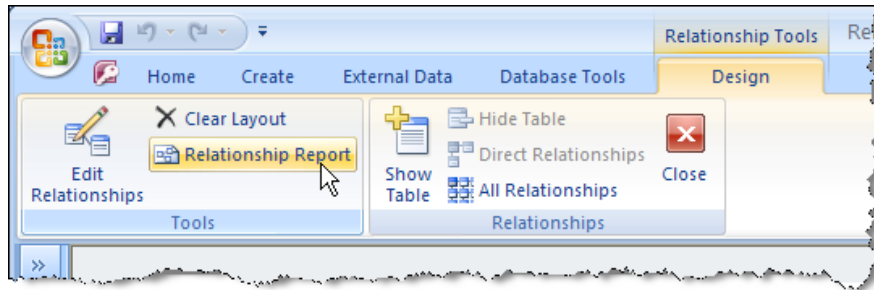 Relationship Tools Re
Home Create External Data Database Tools Design
Clear Layout
Relationship Report
Edit
Relationships
Tools
Show
Table
Hide Table
Direct Relationships
All Relationships
Close
Relationships